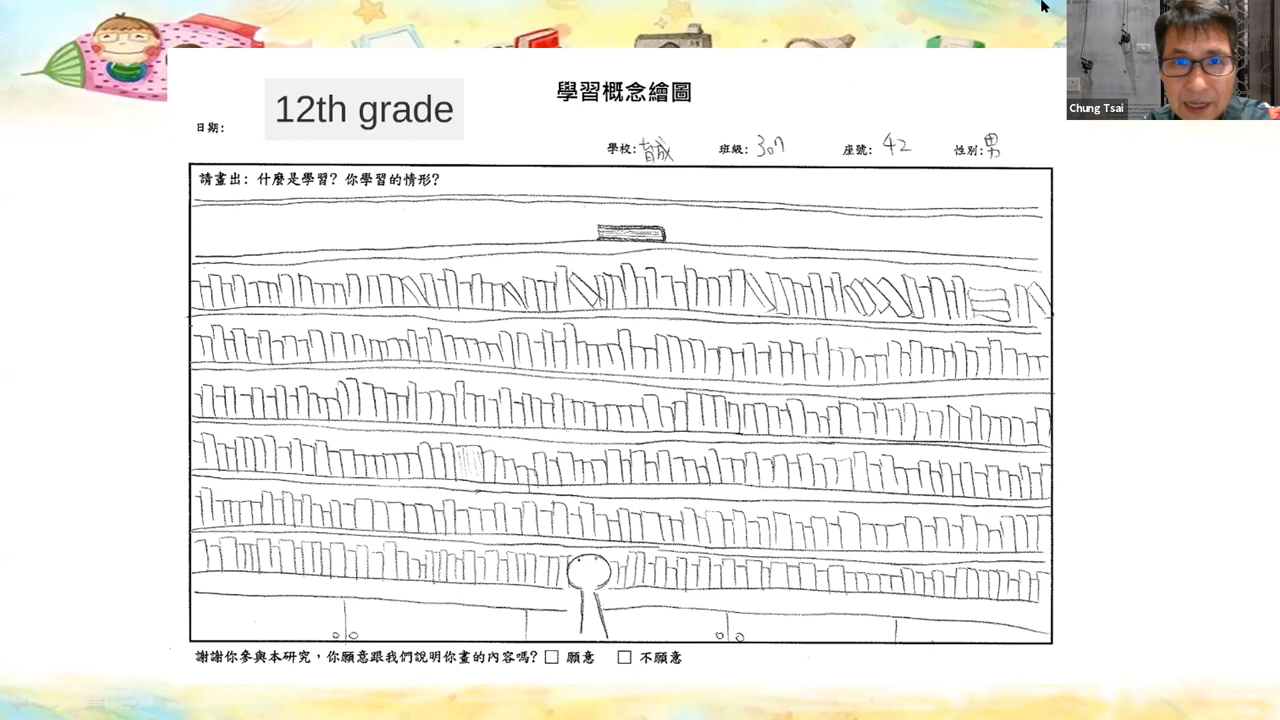 Chung Tsai
12th grade
學習概念繪圖
日期:
學校: 班級: 307 座號: 42 性別: 男
請畫出: 什麼是學習? 你學習的情形?
謝謝你參與本研究，你願意跟我們說明你畫的內容嗎? □ 願意 □ 不願意